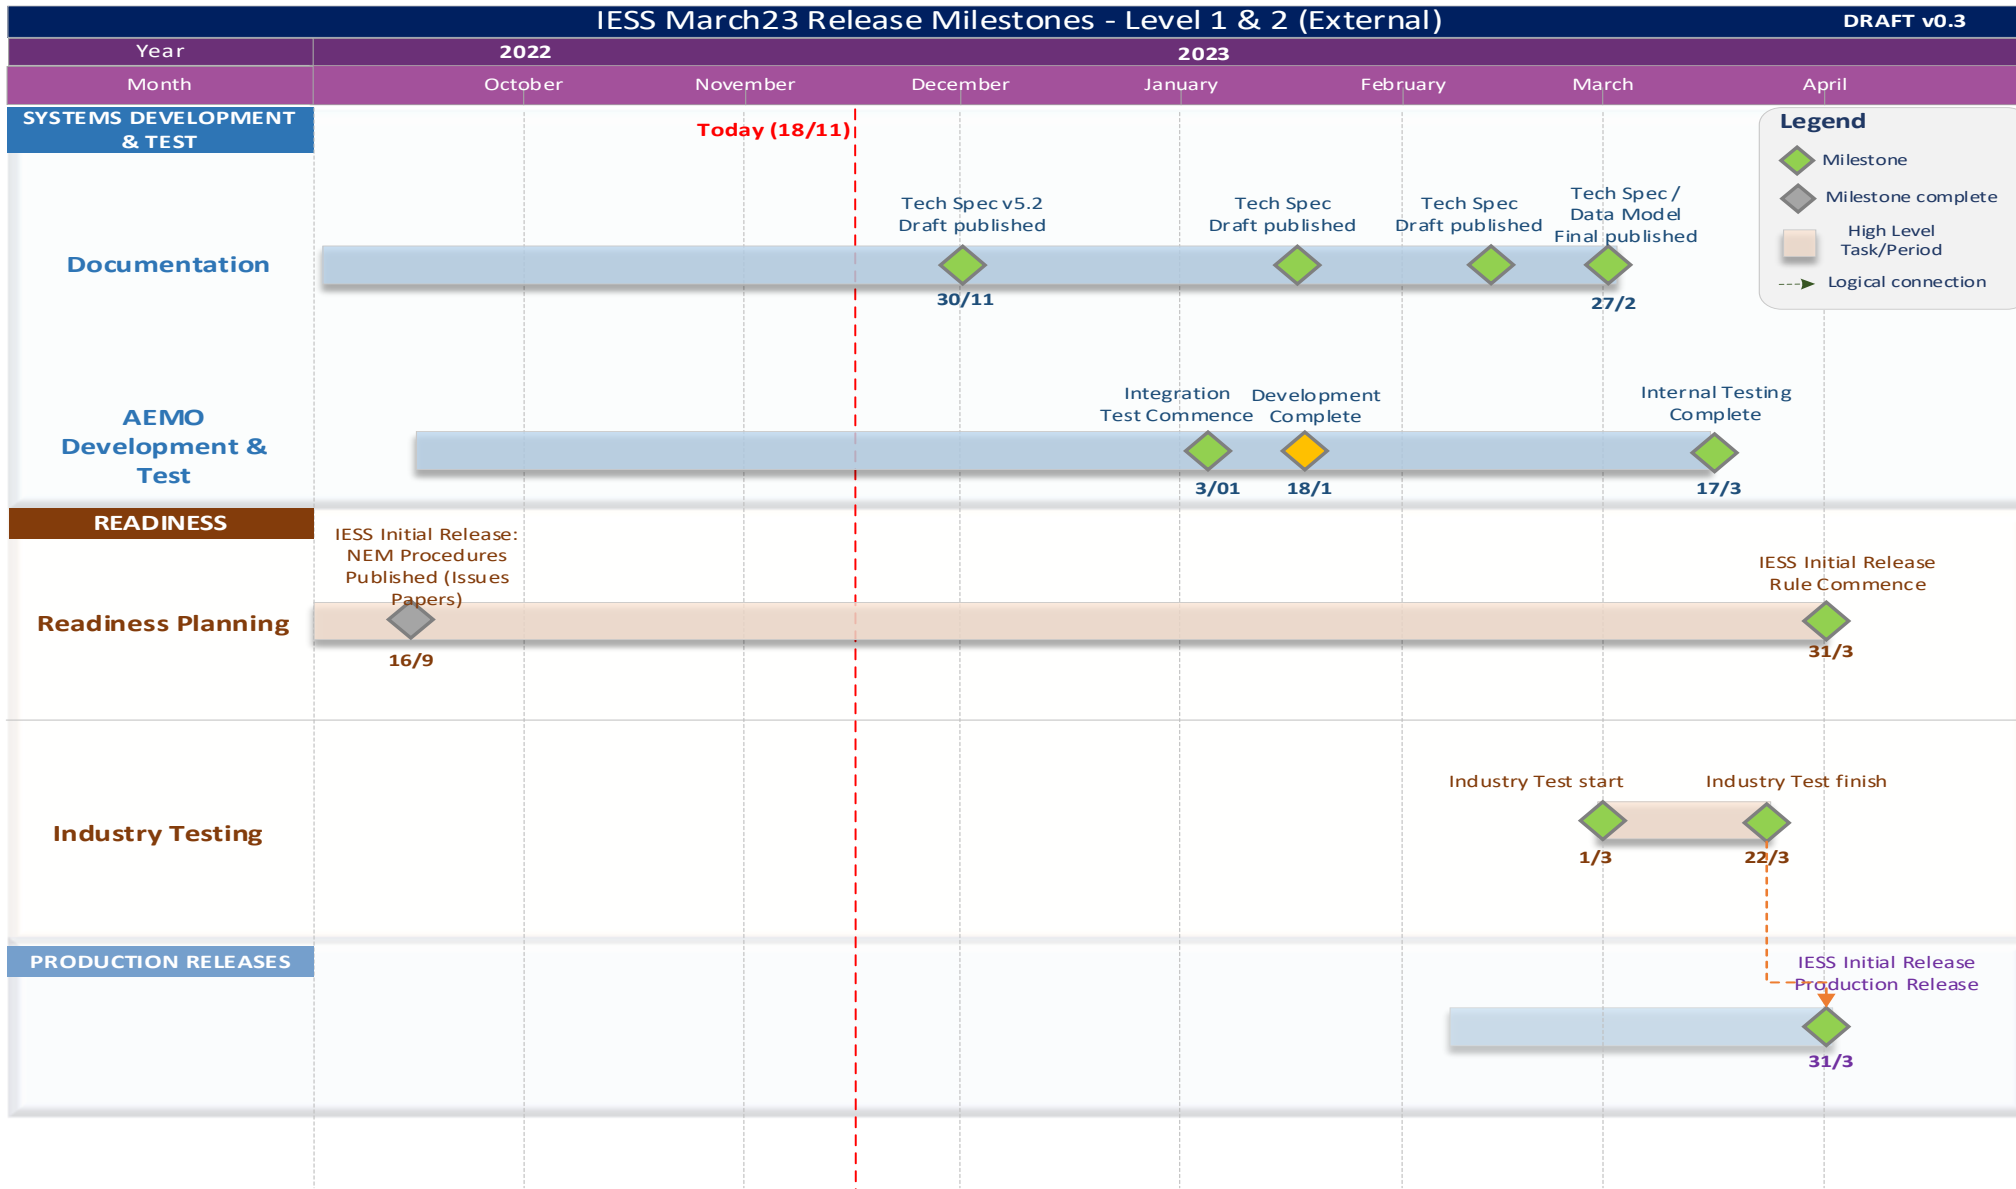 IESS March23 Release Milestones - Level 1 & 2 (External)
DRAFT v0.3
Year
2022
2023
Month
October
November
December
January
February
March
April
SYSTEMS DEVELOPMENT
& TEST
Today (18/11)
Legend
Milestone
Milestone complete
High Level
Task/Period
Logical connection
Documentation
Tech Spec v5.2
Draft published
30/11
Tech Spec
Draft published
Tech Spec
Draft published
Tech Spec /
Data Model
Final published
27/2
AEMO
Development &
Test
Integration
Test Commence
3/01
Development
Complete
18/1
Internal Testing
Complete
17/3
READINESS
Readiness Planning
IESS Initial Release:
NEM Procedures
Published (Issues
Papers)
16/9
IESS Initial Release
Rule Commence
31/3
Industry Testing
Industry Test start
1/3
Industry Test finish
22/3
PRODUCTION RELEASES
IESS Initial Release
Production Release
31/3